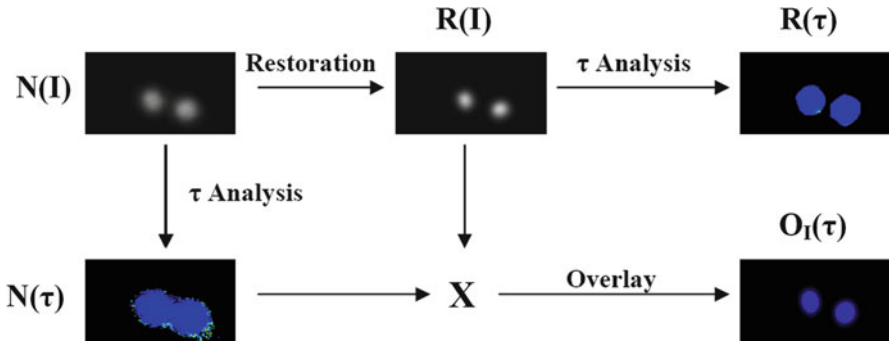 R(I)
R(τ)
N(I)
Restoration
τ Analysis
τ Analysis
O_I(τ)
N(τ)
X
Overlay